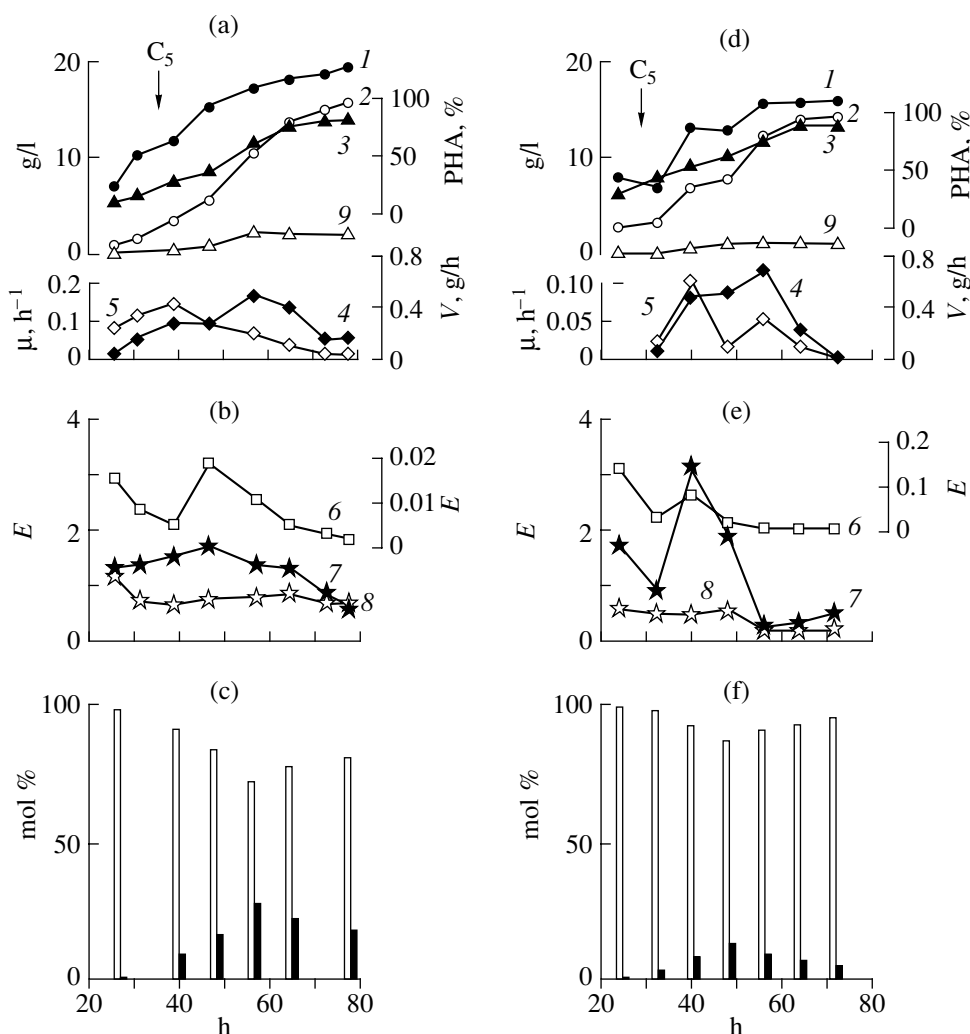 (a)
C5
20
10
0
g/l
1
2
3
9
100
50
0
PHA, %
0.2
0.1
0
μ, h–1
5
4
0.8
0.4
0
V, g/h
(b)
4
2
0
E
6
7
8
0.02
0.01
0
E
(c)
100
50
0
mol %
20 40 60 80
h
(d)
C5
20
10
0
g/l
1
2
3
9
100
50
0
PHA, %
0.10
0.05
0
μ, h–1
5
4
0.8
0.4
0
V, g/h
(e)
4
2
0
E
6
8
7
0.2
0.1
0
E
(f)
100
50
0
mol %
20 40 60 80
h